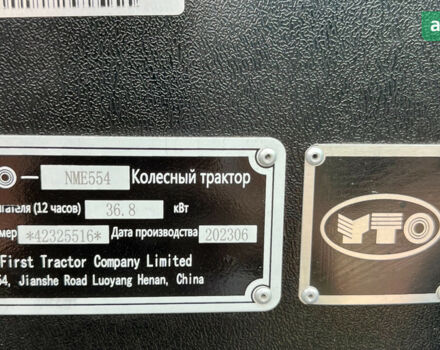 a
— NME554 Колесный трактор
гателя (12 часов) 36.8 кВт
мер *42325516* Дата производства 202306
First Tractor Company Limited
54, Jianshe Road Luoyang Henan, China
YTO